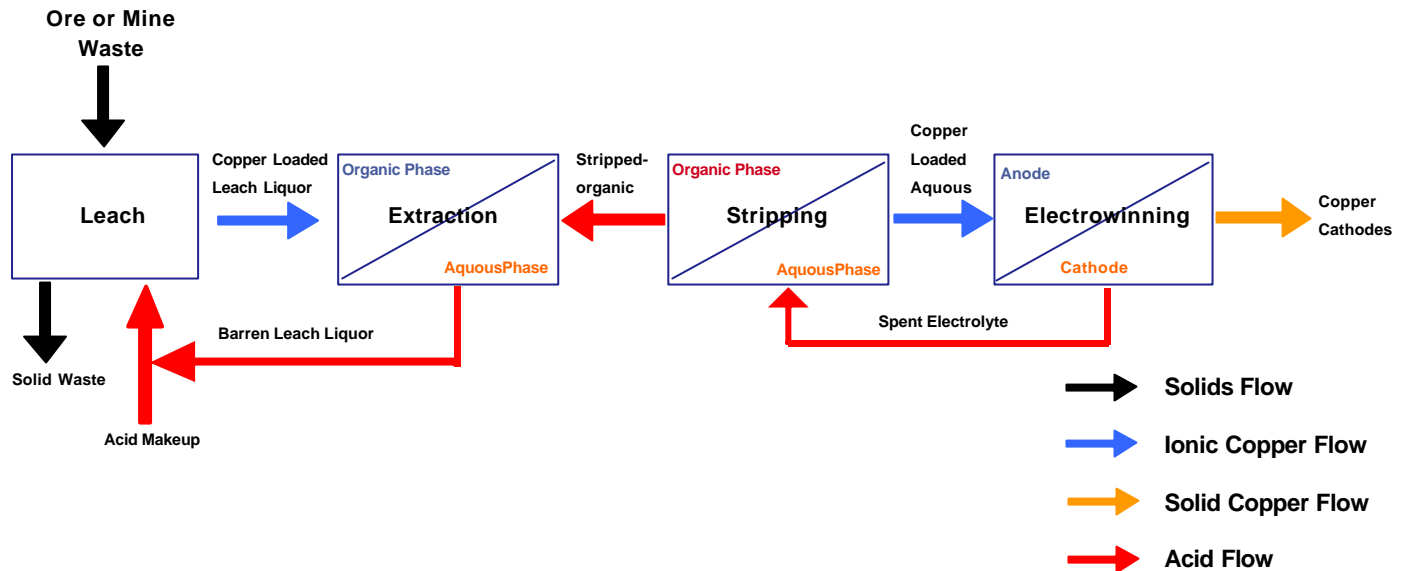 Ore or Mine
Waste
Leach
Copper Loaded
Leach Liquor
Organic Phase
Extraction
AquousPhase
Stripped-
organic
Organic Phase
Stripping
AquousPhase
Copper
Loaded
Aquous
Anode
Electrowinning
Cathode
Copper
Cathodes
Barren Leach Liquor
Spent Electrolyte
Solid Waste
Acid Makeup
Solids Flow
Ionic Copper Flow
Solid Copper Flow
Acid Flow